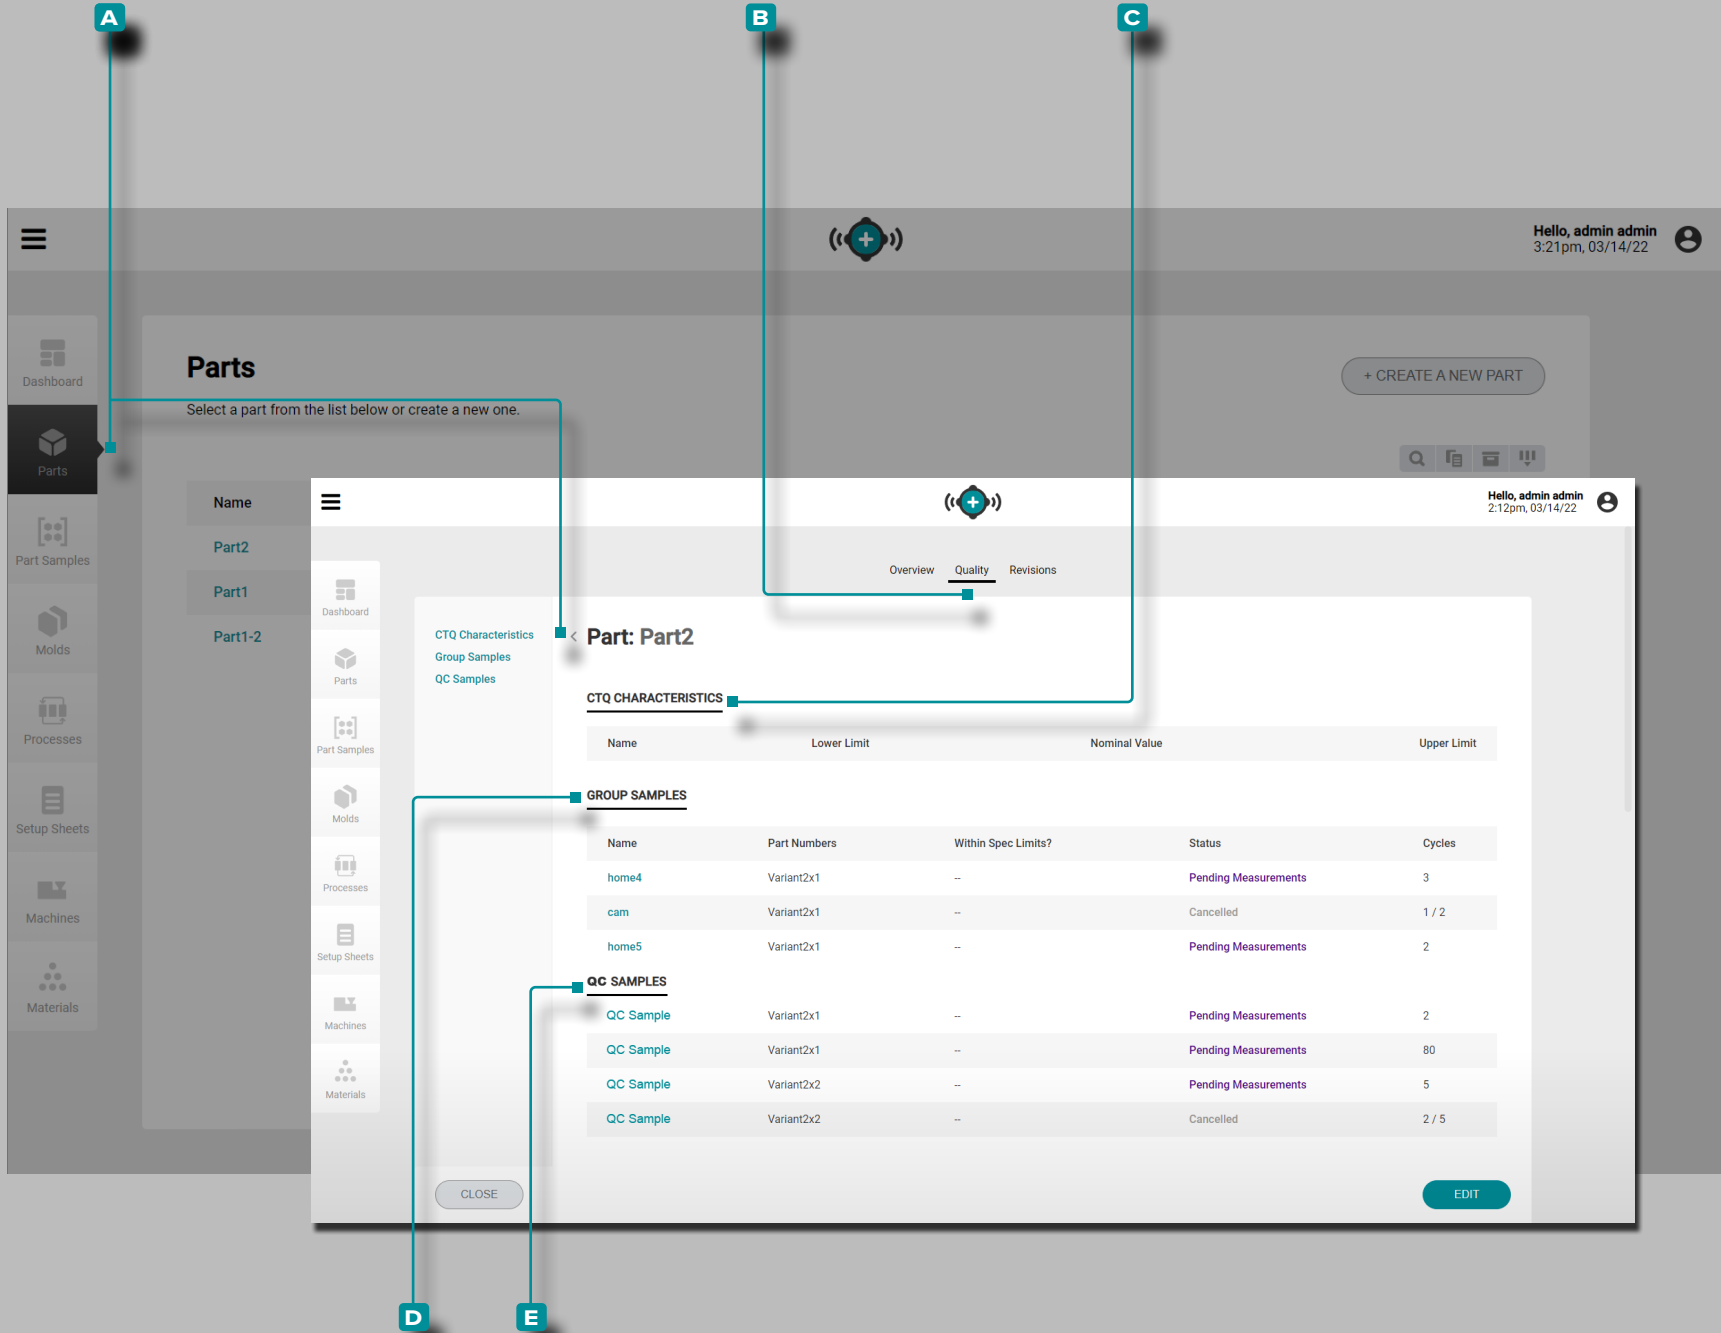 A
B
C
Hello, admin admin
3:21pm, 03/14/22
Dashboard
Parts
Part Samples
Molds
Processes
Setup Sheets
Machines
Materials
Parts
+ CREATE A NEW PART
Select a part from the list below or create a new one.
Name
Part2
Part1
Part1-2
Hello, admin admin
2:12pm, 03/14/22
Overview Quality Revisions
Dashboard
Parts
Part Samples
Molds
Processes
Setup Sheets
Machines
Materials
CTQ Characteristics
Group Samples
QC Samples
< Part: Part2
CTQ CHARACTERISTICS
Name Lower Limit Nominal Value Upper Limit
GROUP SAMPLES
Name Part Numbers Within Spec Limits? Status Cycles
home4 Variant2x1 -- Pending Measurements 3
cam Variant2x1 -- Cancelled 1 / 2
home5 Variant2x1 -- Pending Measurements 2
QC SAMPLES
QC Sample Variant2x1 -- Pending Measurements 2
QC Sample Variant2x1 -- Pending Measurements 80
QC Sample Variant2x2 -- Pending Measurements 5
QC Sample Variant2x2 -- Cancelled 2 / 5
CLOSE
EDIT
D
E